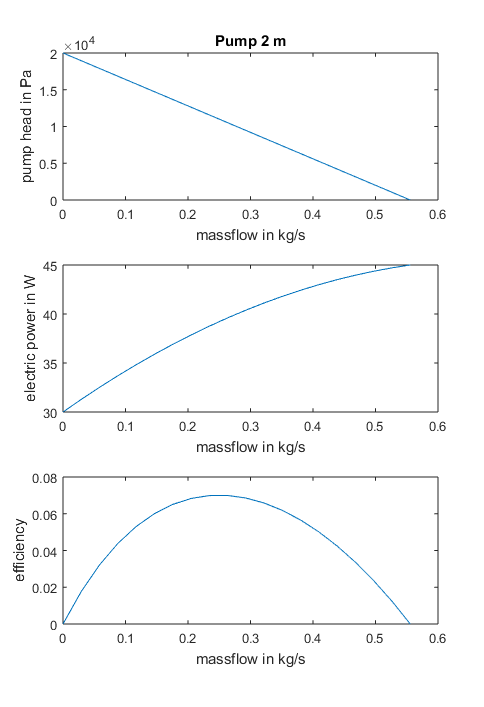 Pump 2 m
×10⁴
2
1.5
1
0.5
0
0 0.1 0.2 0.3 0.4 0.5 0.6
pump head in Pa
massflow in kg/s
45
40
35
30
0 0.1 0.2 0.3 0.4 0.5 0.6
electric power in W
massflow in kg/s
0.08
0.06
0.04
0.02
0
0 0.1 0.2 0.3 0.4 0.5 0.6
efficiency
massflow in kg/s